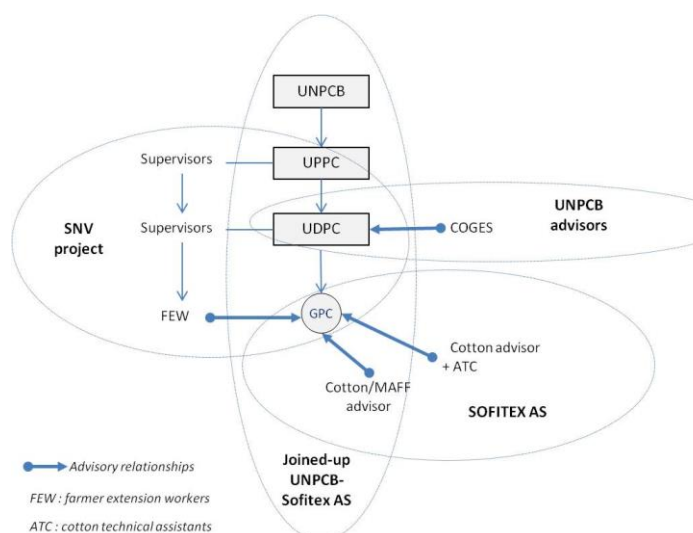 UNPCB
Supervisors
UPPC
SNV
project
Supervisors
UDPC
COGES
UNPCB
advisors
FEW
GPC
Cotton advisor
+ ATC
Cotton/MAFF
advisor
SOFITEX AS
Joined-up
UNPCB-
Sofitex AS
Advisory relationships
FEW : farmer extension workers
ATC : cotton technical assistants